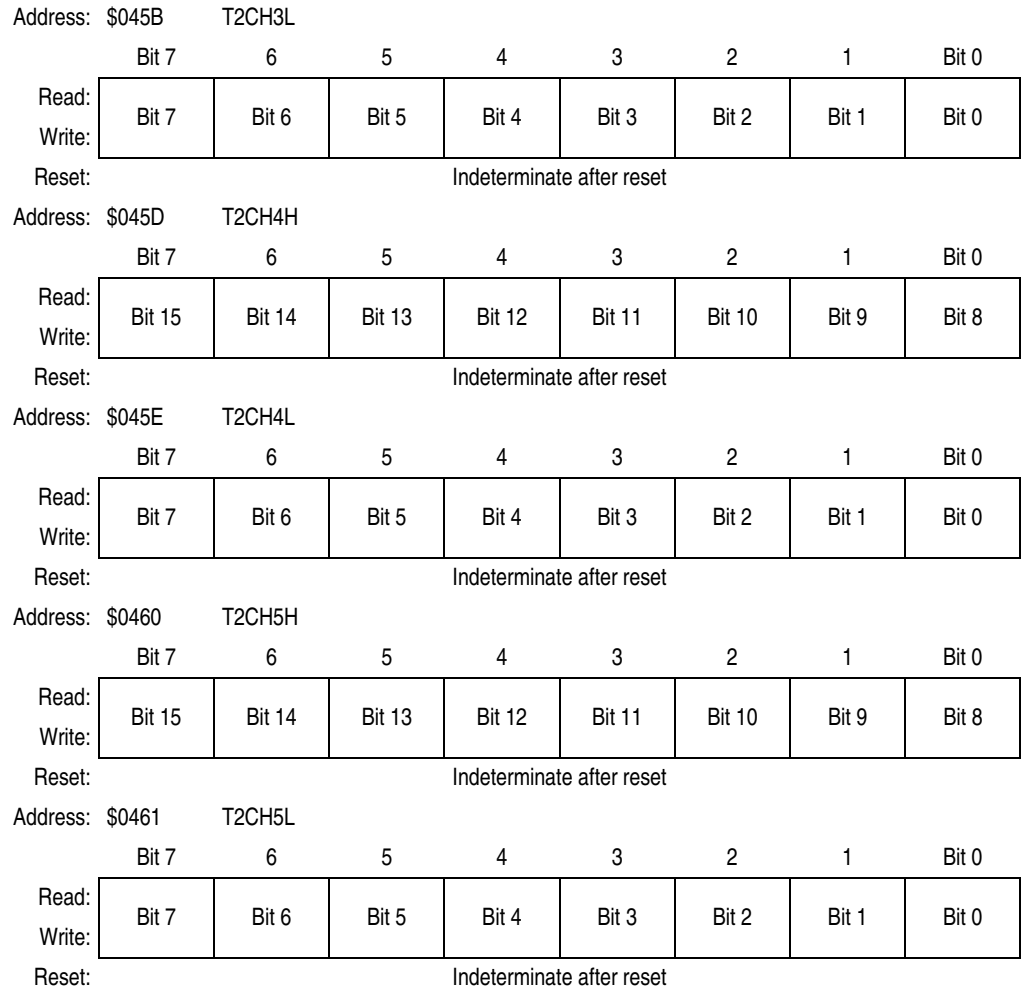 Address: $045B T2CH3L
Bit 7 6 5 4 3 2 1 Bit 0
Read:
Bit 7 Bit 6 Bit 5 Bit 4 Bit 3 Bit 2 Bit 1 Bit 0
Write:
Reset: Indeterminate after reset
Address: $045D T2CH4H
Bit 7 6 5 4 3 2 1 Bit 0
Read:
Bit 15 Bit 14 Bit 13 Bit 12 Bit 11 Bit 10 Bit 9 Bit 8
Write:
Reset: Indeterminate after reset
Address: $045E T2CH4L
Bit 7 6 5 4 3 2 1 Bit 0
Read:
Bit 7 Bit 6 Bit 5 Bit 4 Bit 3 Bit 2 Bit 1 Bit 0
Write:
Reset: Indeterminate after reset
Address: $0460 T2CH5H
Bit 7 6 5 4 3 2 1 Bit 0
Read:
Bit 15 Bit 14 Bit 13 Bit 12 Bit 11 Bit 10 Bit 9 Bit 8
Write:
Reset: Indeterminate after reset
Address: $0461 T2CH5L
Bit 7 6 5 4 3 2 1 Bit 0
Read:
Bit 7 Bit 6 Bit 5 Bit 4 Bit 3 Bit 2 Bit 1 Bit 0
Write:
Reset: Indeterminate after reset